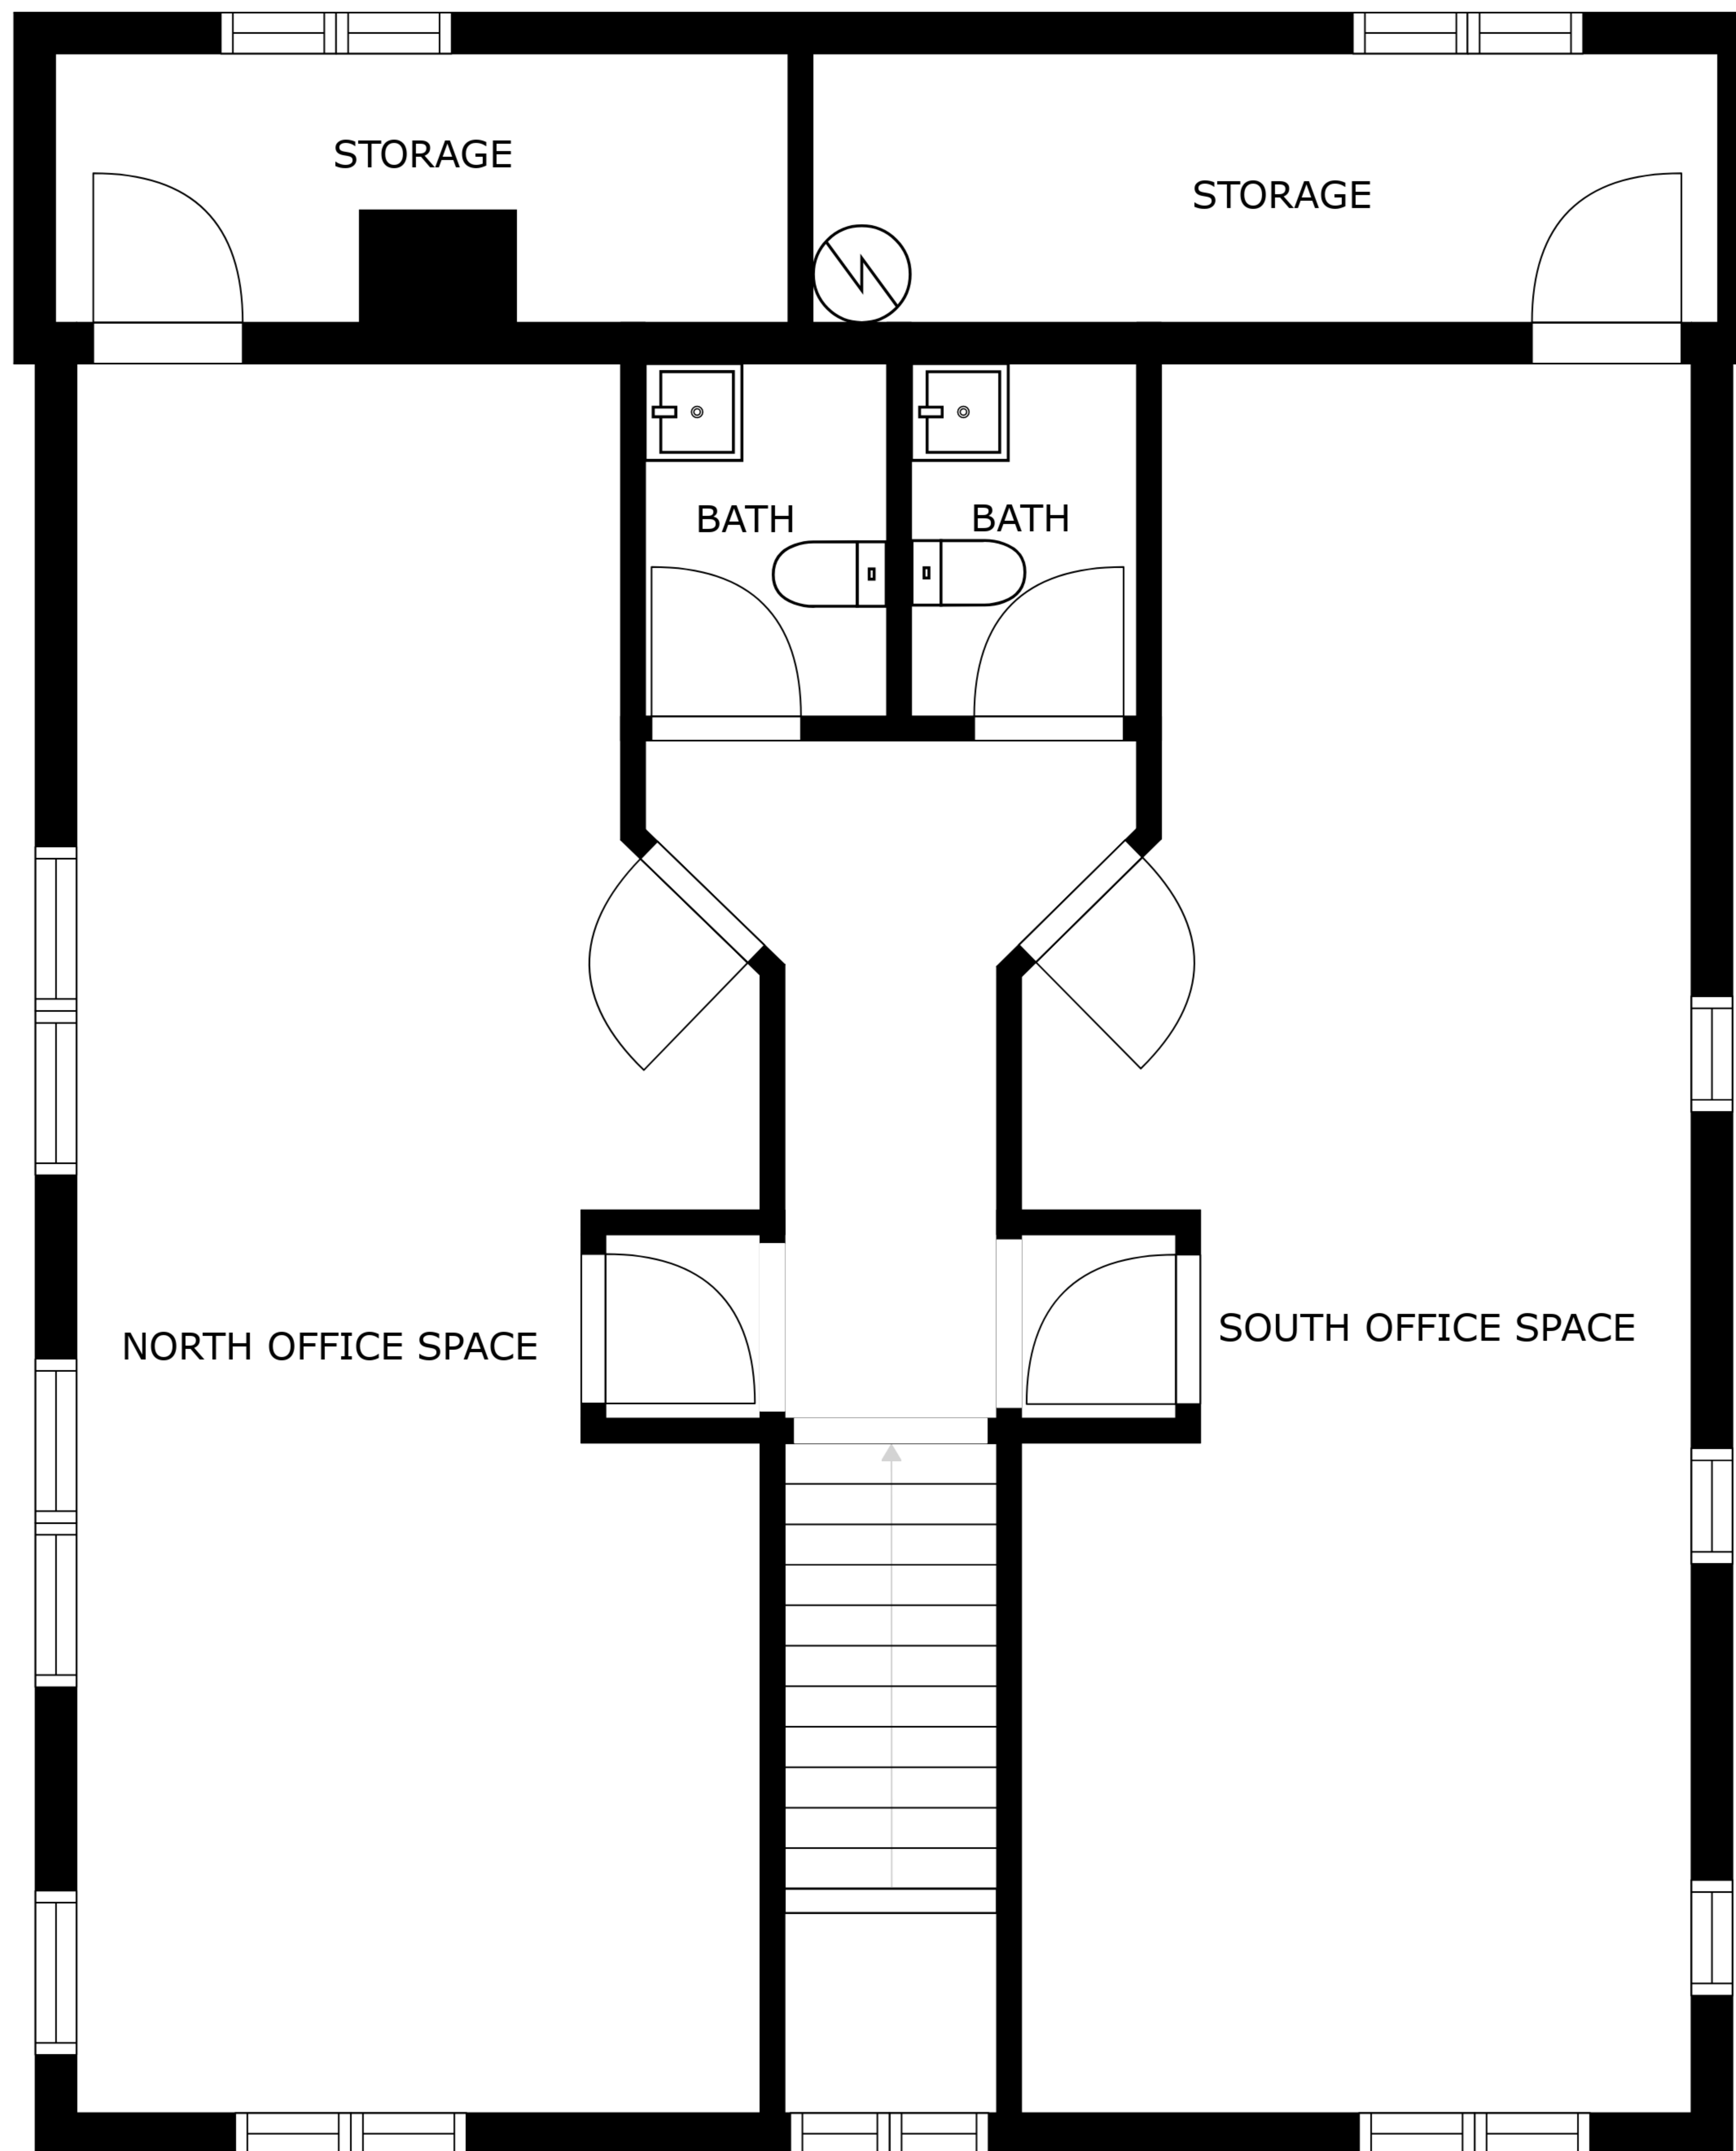 STORAGE
STORAGE
BATH
BATH
NORTH OFFICE SPACE
SOUTH OFFICE SPACE